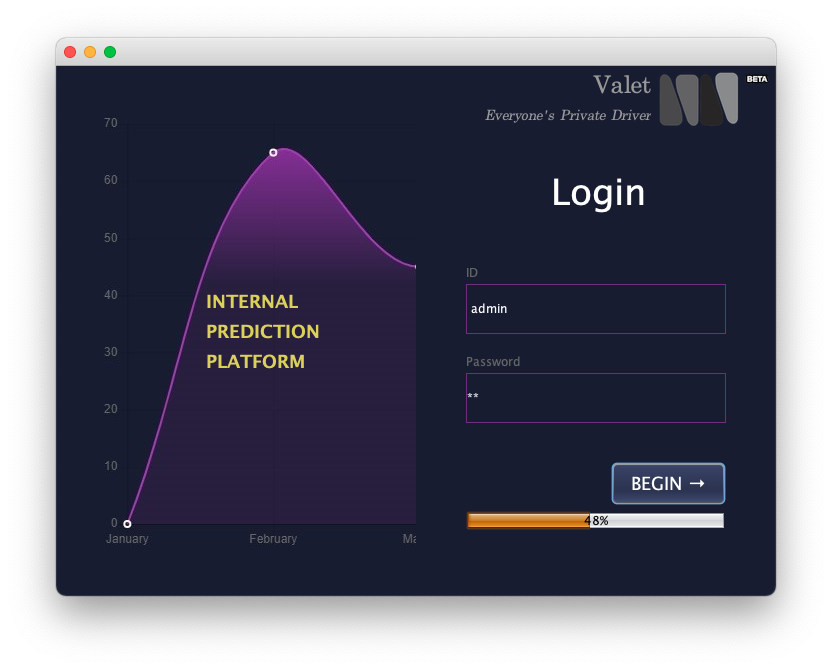 Valet
BETA
Everyone's Private Driver
70
60
50
40
30
20
10
0
January
February
Ma
INTERNAL
PREDICTION
PLATFORM
Login
ID
admin
Password
**
BEGIN →
48%